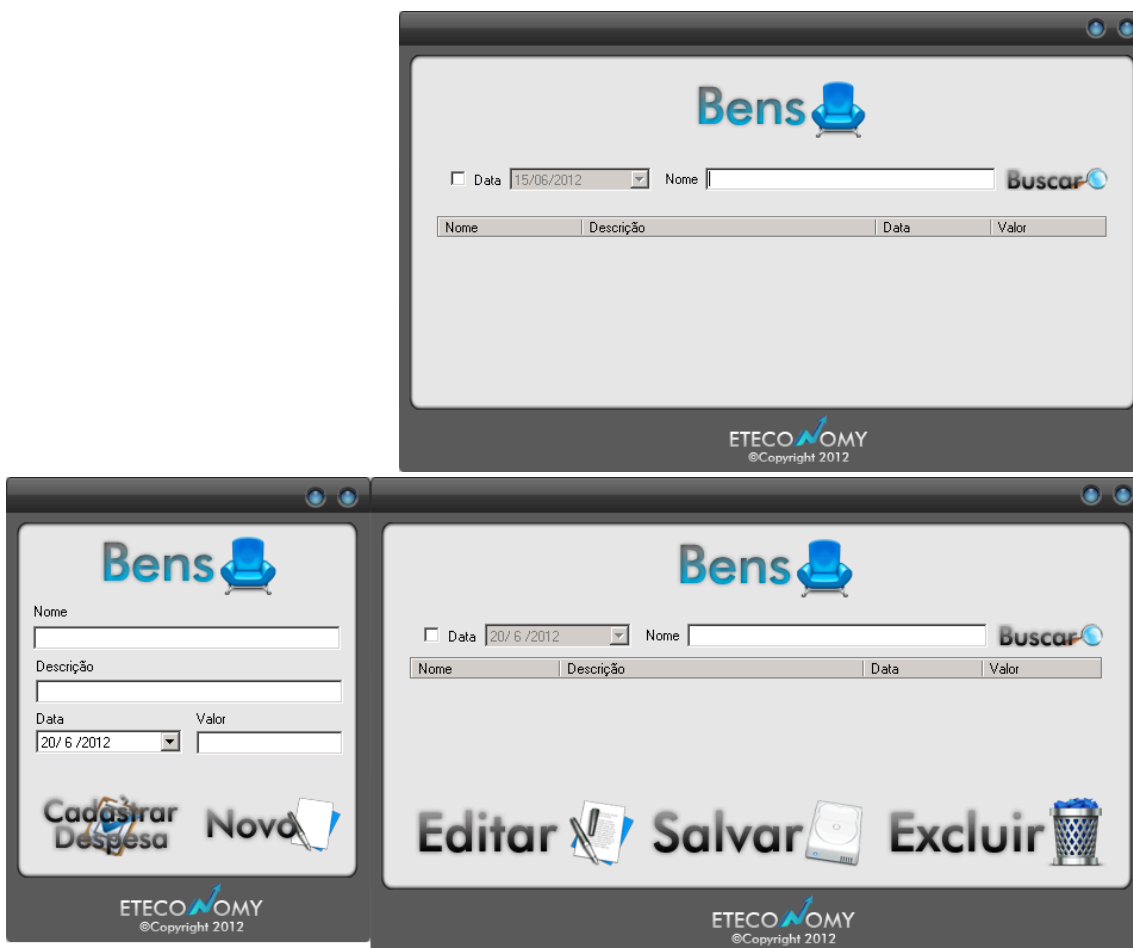 Bens
Data 15/06/2012 Nome Buscar
Nome Descrição Data Valor
ETECONOMY
©Copyright 2012
Bens
Nome
Descrição
Data Valor
20/ 6 /2012
Cadastrar
Despesa
Novo
ETECONOMY
©Copyright 2012
Bens
Data 20/ 6 /2012 Nome Buscar
Nome Descrição Data Valor
Editar Salvar Excluir
ETECONOMY
©Copyright 2012